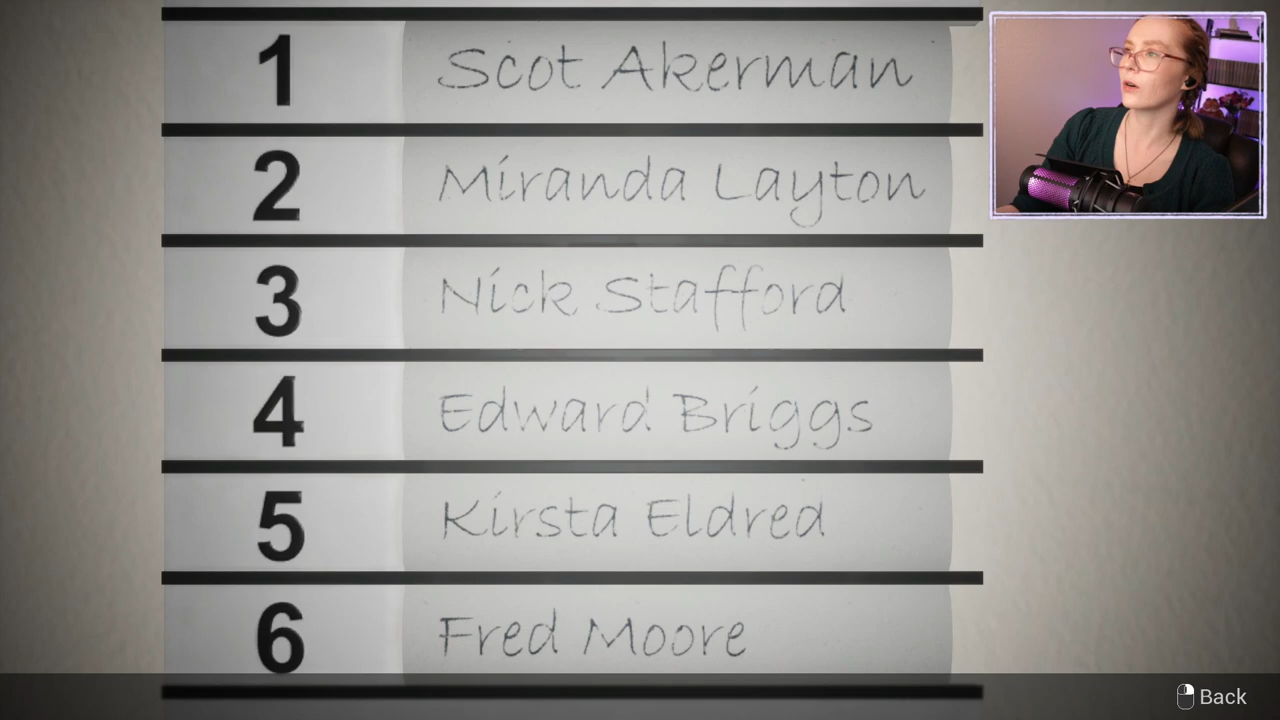 1 Scot Akerman
2 Miranda Layton
3 Nick Stafford
4 Edward Briggs
5 Kirsta Eldred
6 Fred Moore
Back